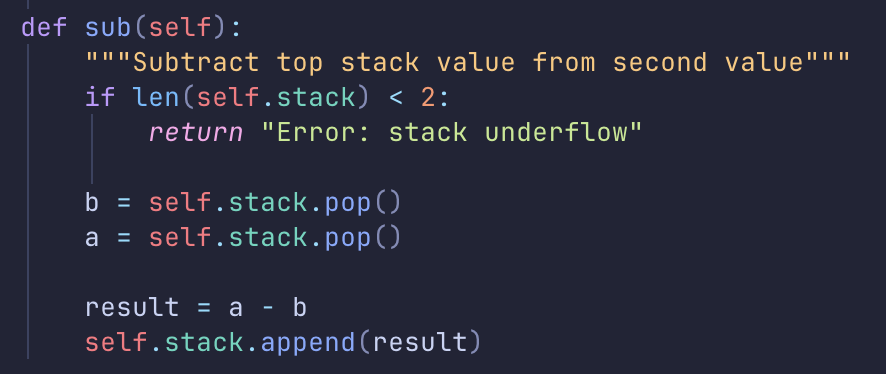 def sub(self):
    """Subtract top stack value from second value"""
    if len(self.stack) < 2:
        return "Error: stack underflow"

    b = self.stack.pop()
    a = self.stack.pop()

    result = a - b
    self.stack.append(result)